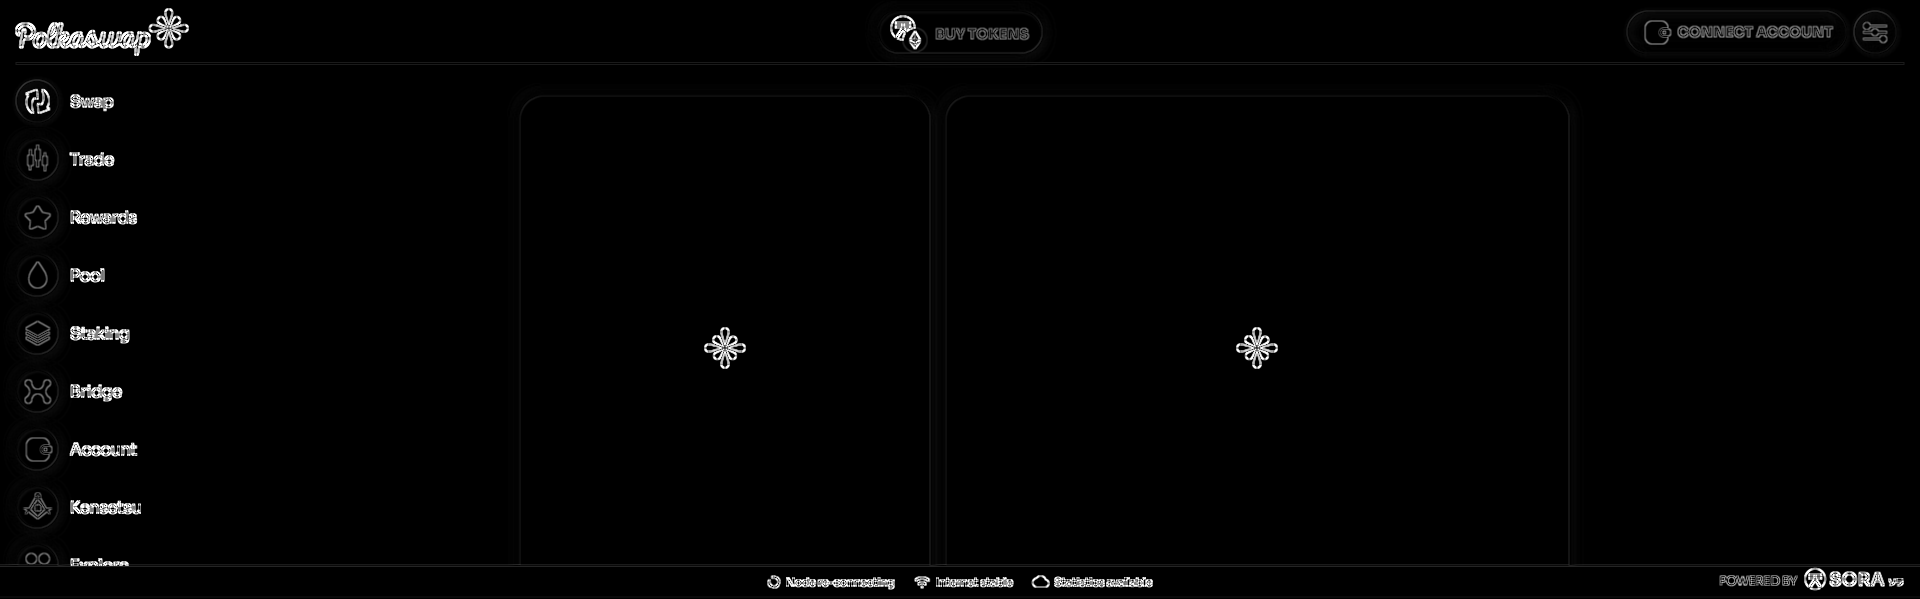 Polkaswap
BUY TOKENS
CONNECT ACCOUNT
Swap
Trade
Rewards
Pool
Staking
Bridge
Account
Kensetsu
Explore
Node re-connecting
Internet stable
Statistics available
POWERED BY SORA